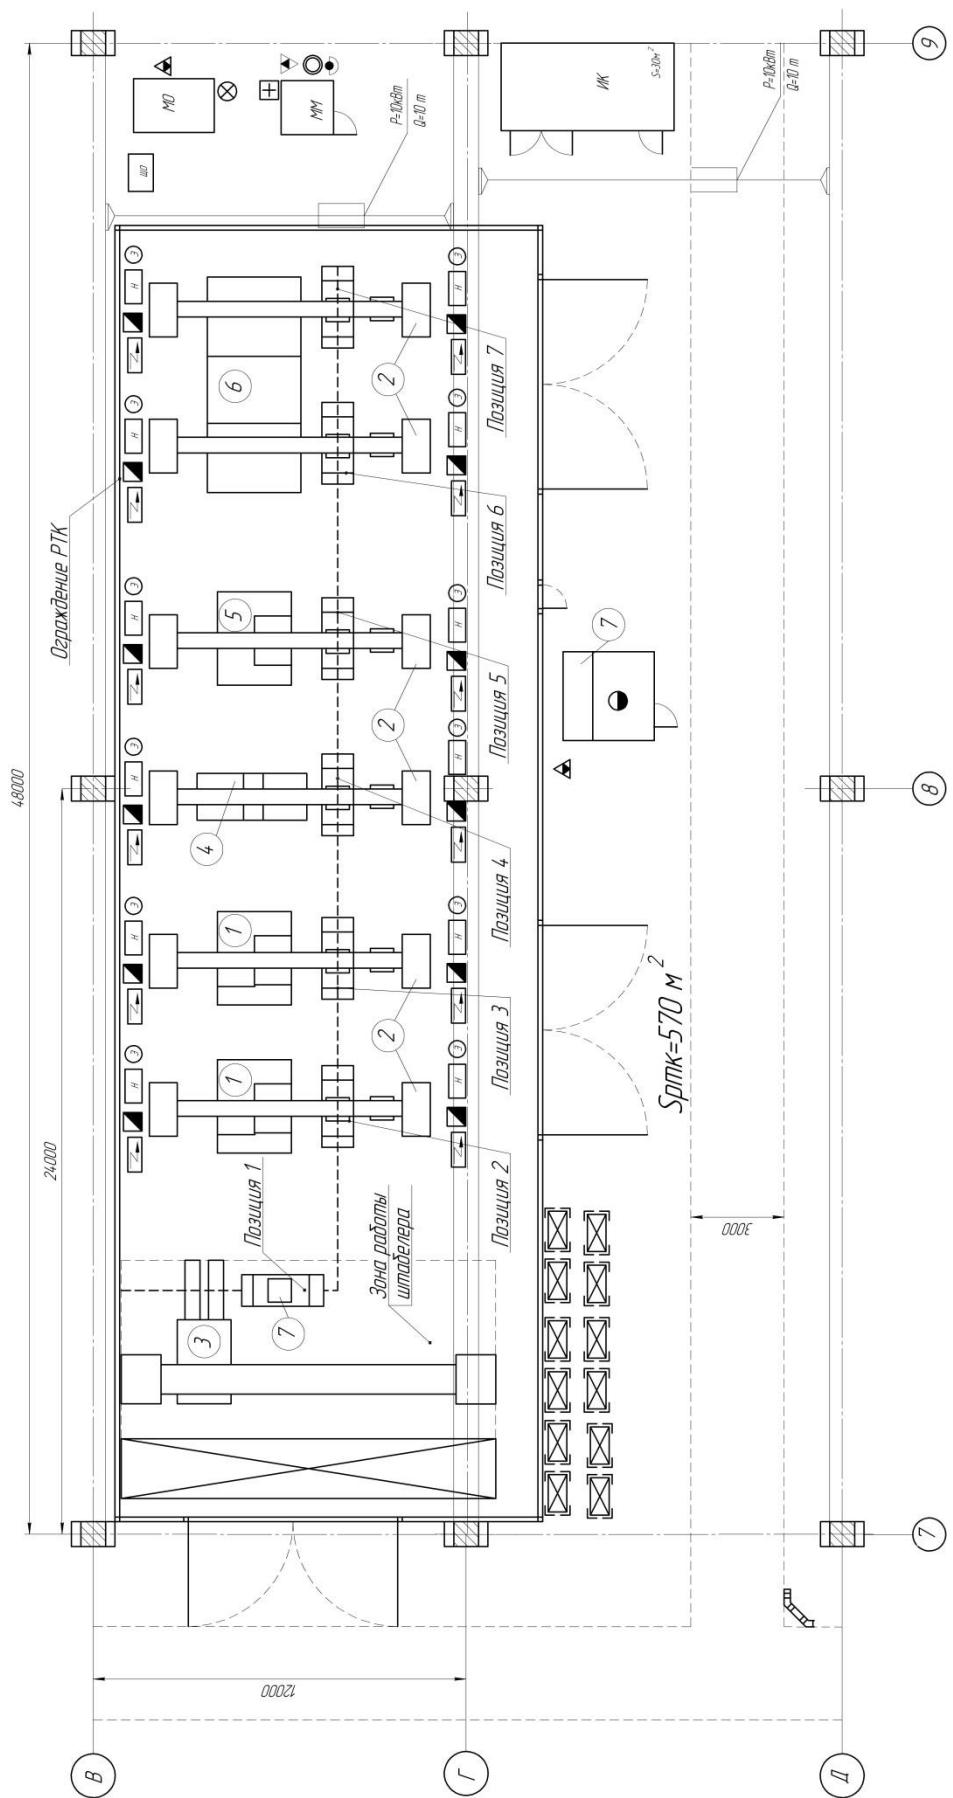 48000
24000
Ограждение РТК
В
Н Э Н Э Н Э Н Э Н Э Н Э
ШО
МО
3
4
1
1
5
6
Позиция 1
7
12000
ММ
Зона работы
штабелера
2
2
2
2
P=10кВт
Q=10 т
Н Э Н Э Н Э Н Э Н Э Н Э
Г
Позиция 2
Позиция 3
Позиция 4
Позиция 5
Позиция 6
Позиция 7
7
ИК
S=30м²
Sртк=570 м²
3000
P=10кВт
Q=10 т
Д
7
8
9